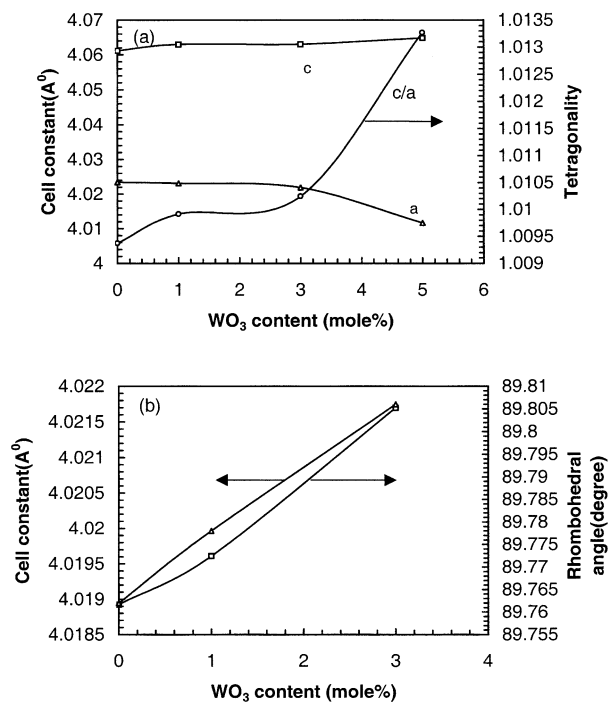 (a)
Cell constant(A⁰)
4.07
4.06
4.05
4.04
4.03
4.02
4.01
4
c
c/a
a
1.0135
1.013
1.0125
1.012
1.0115
1.011
1.0105
1.01
1.0095
1.009
Tetragonality
0 1 2 3 4 5 6
WO₃ content (mole%)
(b)
Cell constant(A⁰)
4.022
4.0215
4.021
4.0205
4.02
4.0195
4.019
4.0185
89.81
89.805
89.8
89.795
89.79
89.785
89.78
89.775
89.77
89.765
89.76
89.755
Rhombohedral
angle(degree)
0 1 2 3 4
WO₃ content (mole%)